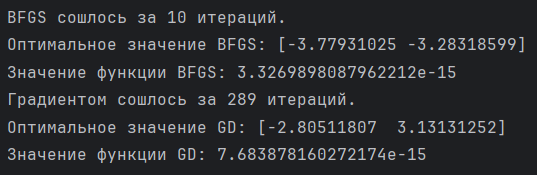 BFGS сошлось за 10 итераций.
Оптимальное значение BFGS: [-3.77931025 -3.28318599]
Значение функции BFGS: 3.3269898087962212e-15
Градиентом сошлось за 289 итераций.
Оптимальное значение GD: [-2.80511807  3.13131252]
Значение функции GD: 7.683878160272174e-15